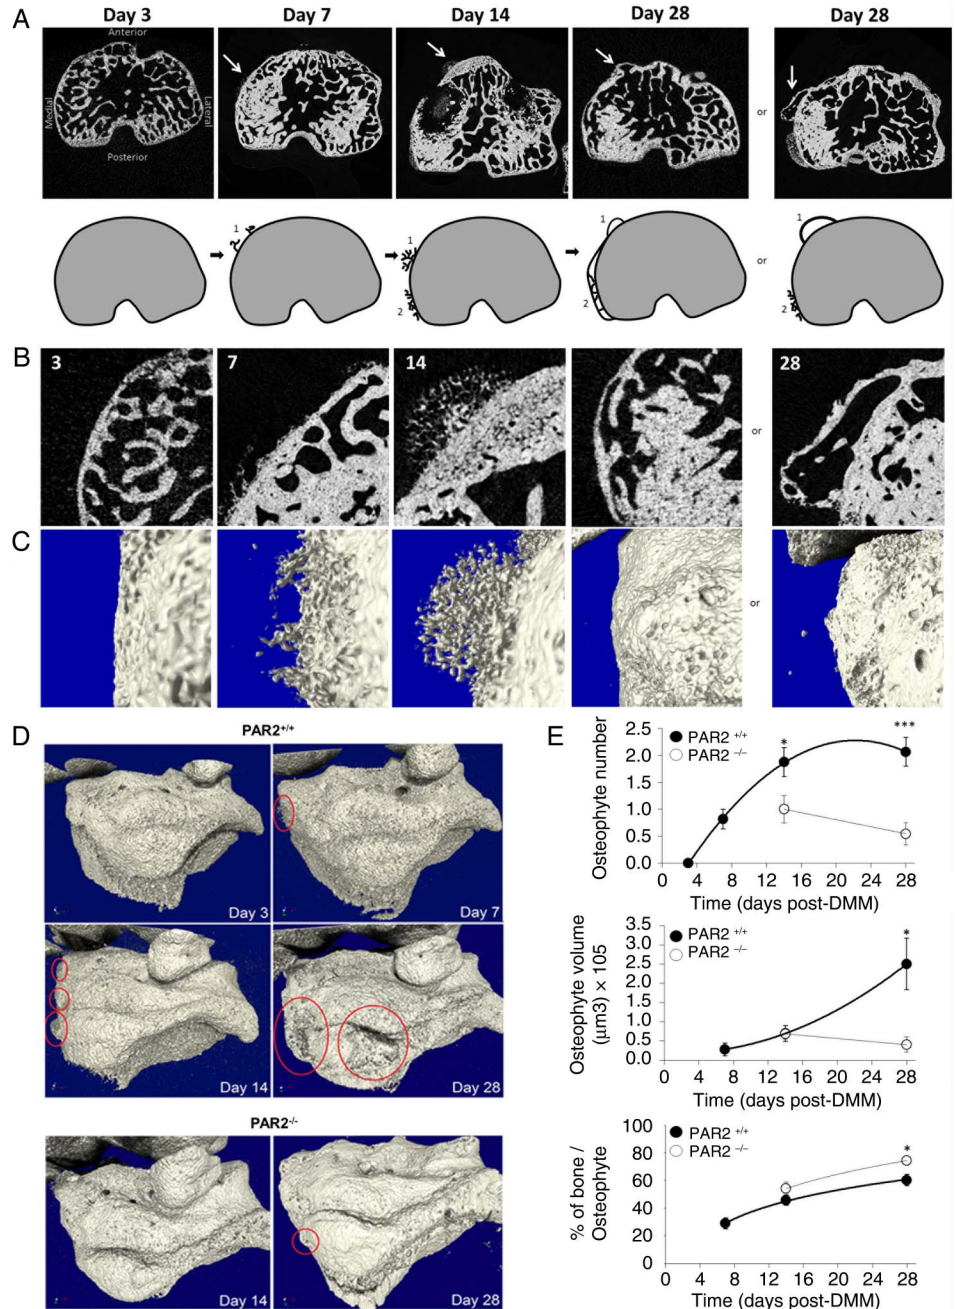 A
Day 3
Day 7
Day 14
Day 28
Day 28
Anterior
Medial
Lateral
Posterior
or
1
1
2
1
2
or
1
2
B
3
7
14
28
or
C
or
D
PAR2+/+
Day 3
Day 7
Day 14
Day 28
PAR2-/-
Day 14
Day 28
E
Osteophyte number
2.5
2.0
1.5
1.0
0.5
0.0
PAR2 +/+
PAR2 −/−
*
***
0 4 8 12 16 20 24 28
Time (days post-DMM)
Osteophyte volume
(μm3) × 105
3.5
3.0
2.5
2.0
1.5
1.0
0.5
0.0
PAR2 +/+
PAR2 −/−
*
0 4 8 12 16 20 24 28
Time (days post-DMM)
% of bone /
Osteophyte
100
80
60
40
20
0
PAR2 +/+
PAR2 −/−
*
0 4 8 12 16 20 24 28
Time (days post-DMM)